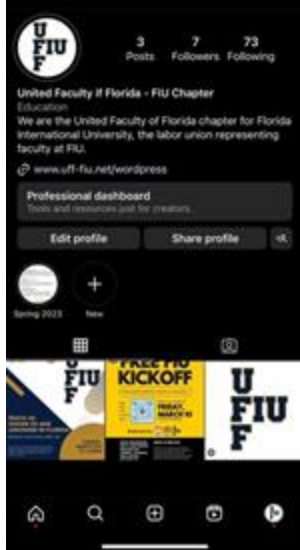 U
FIU
F
3 7 73
Posts Followers Following
United Faculty if Florida - FIU Chapter
Education
We are the United Faculty of Florida chapter for Florida
International University, the labor union representing
faculty at FIU.
www.uff-fiu.net/wordpress
Professional dashboard
Tools and resources just for creators.
Edit profile Share profile
Spring 2023 New
FIU
F
FREE FIU
KICKOFF
FRIDAY,
MARCH 10
U
FIU
F